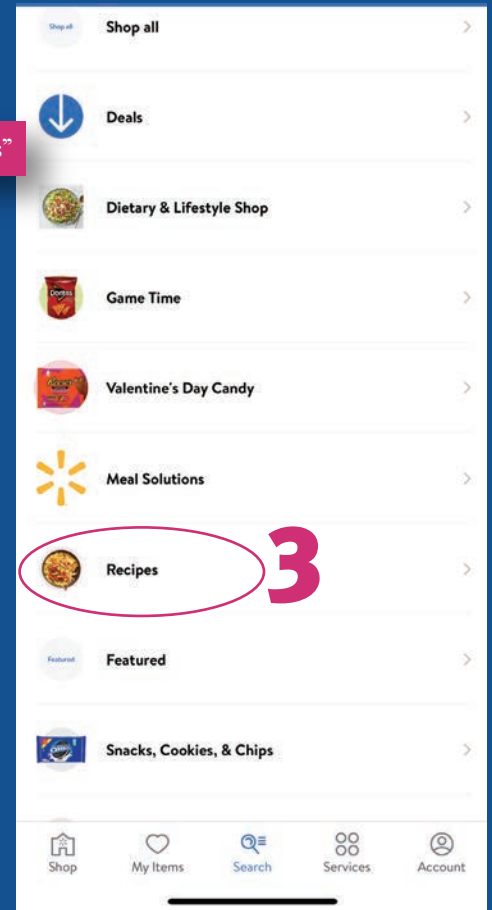 Shop all
Shop all
s”
Deals
Dietary & Lifestyle Shop
Doritos
Game Time
Valentine's Day Candy
Meal Solutions
Recipes
3
Featured
Featured
Snacks, Cookies, & Chips
Shop
My Items
Search
Services
Account